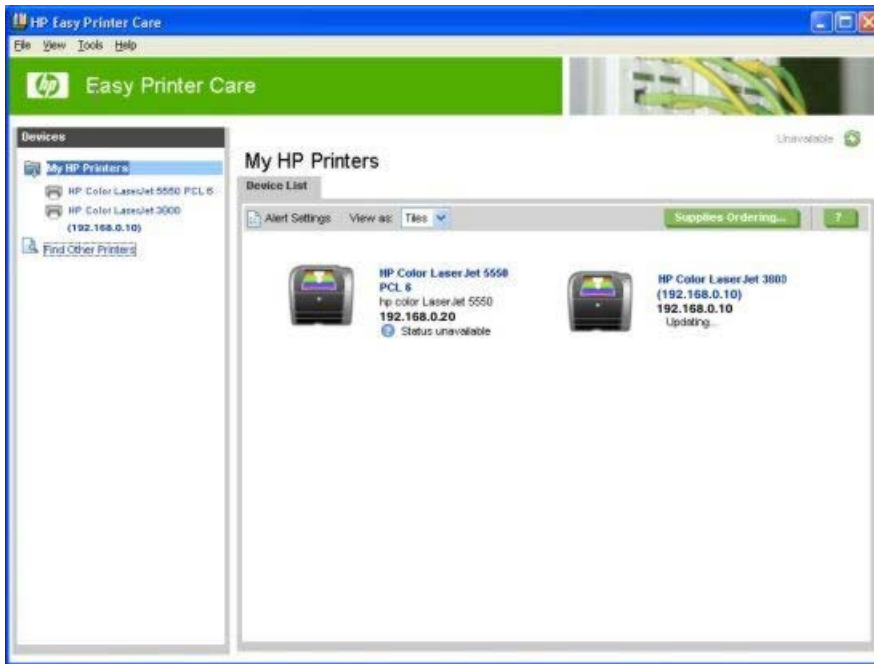 HP Easy Printer Care
File View Tools Help
hp Easy Printer Care
Devices
My HP Printers
HP Color LaserJet 5550 PCL 6
HP Color LaserJet 3800
(192.168.0.10)
Find Other Printers
Unavailable
My HP Printers
Device List
Alert Settings View as: Tiles
Supplies Ordering... ?
HP Color LaserJet 5550
PCL 6
hp color LaserJet 5550
192.168.0.20
Status unavailable
HP Color LaserJet 3800
(192.168.0.10)
192.168.0.10
Updating...